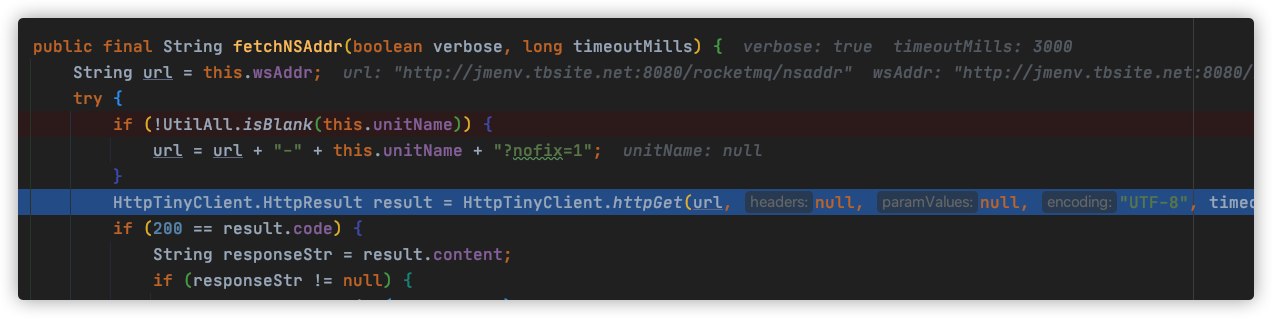 public final String fetchNSAddr(boolean verbose, long timeoutMills) {  verbose: true  timeoutMills: 3000
String url = this.wsAddr;  url: "http://jmenv.tbsite.net:8080/rocketmq/nsaddr"  wsAddr: "http://jmenv.tbsite.net:8080/
try {
if (!UtilAll.isBlank(this.unitName)) {
url = url + "-" + this.unitName + "?nofix=1";  unitName: null
}
HttpTinyClient.HttpResult result = HttpTinyClient.httpGet(url, headers: null, paramValues: null, encoding: "UTF-8", timeo
if (200 == result.code) {
String responseStr = result.content;
if (responseStr != null) {